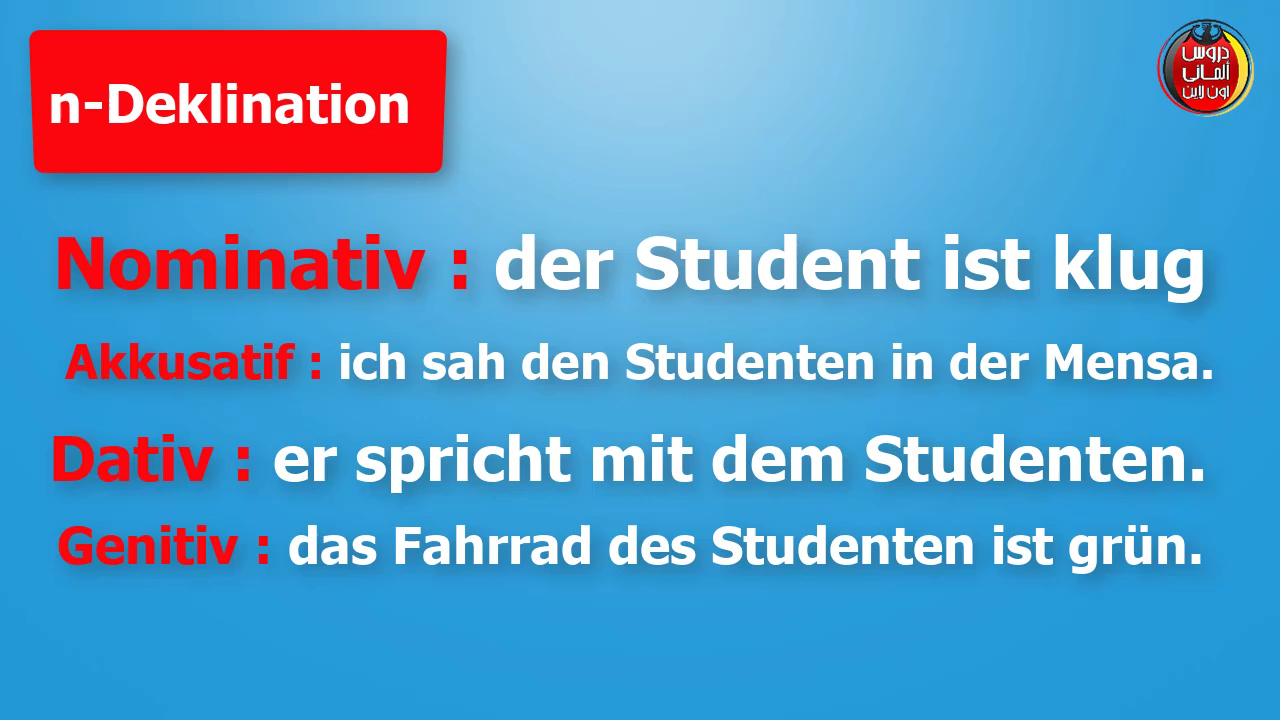 n-Deklination
دروس
ألمانى
اون لاين
Nominativ : der Student ist klug
Akkusatif : ich sah den Studenten in der Mensa.
Dativ : er spricht mit dem Studenten.
Genitiv : das Fahrrad des Studenten ist grün.